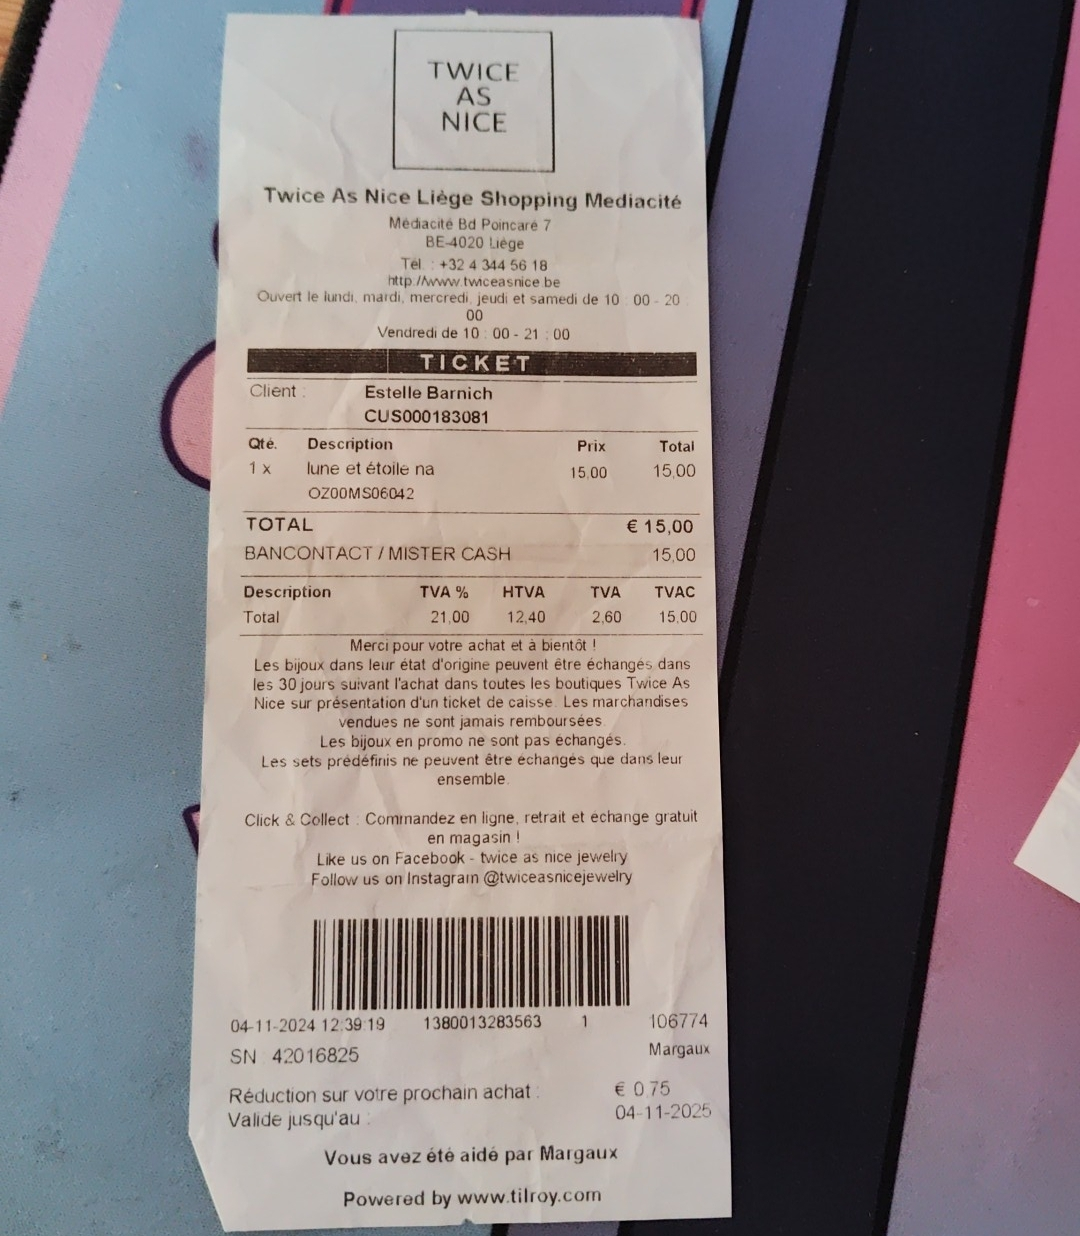 TWICE
AS
NICE
Twice As Nice Liège Shopping Mediacité
Médiacité Bd Poincaré 7
BE-4020 Liège
Tél. : +32 4 344 56 18
http://www.twiceasnice.be
Ouvert le lundi, mardi, mercredi, jeudi et samedi de 10 : 00 - 20 :
00
Vendredi de 10 : 00 - 21 : 00
TICKET
Client : Estelle Barnich
CUS000183081
Qté. Description Prix Total
1 x lune et étoile na 15,00 15,00
OZ00MS06042
TOTAL € 15,00
BANCONTACT / MISTER CASH 15,00
Description TVA % HTVA TVA TVAC
Total 21,00 12,40 2,60 15,00
Merci pour votre achat et à bientôt !
Les bijoux dans leur état d'origine peuvent être échangés dans
les 30 jours suivant l'achat dans toutes les boutiques Twice As
Nice sur présentation d'un ticket de caisse. Les marchandises
vendues ne sont jamais remboursées.
Les bijoux en promo ne sont pas échangés.
Les sets prédéfinis ne peuvent être échangés que dans leur
ensemble.
Click & Collect : Commandez en ligne, retrait et échange gratuit
en magasin !
Like us on Facebook - twice as nice jewelry
Follow us on Instagram @twiceasnicejewelry
04-11-2024 12:39:19 1380013283563 1 106774
SN 42016825 Margaux
Réduction sur votre prochain achat : € 0,75
Valide jusqu'au : 04-11-2025
Vous avez été aidé par Margaux
Powered by www.tilroy.com